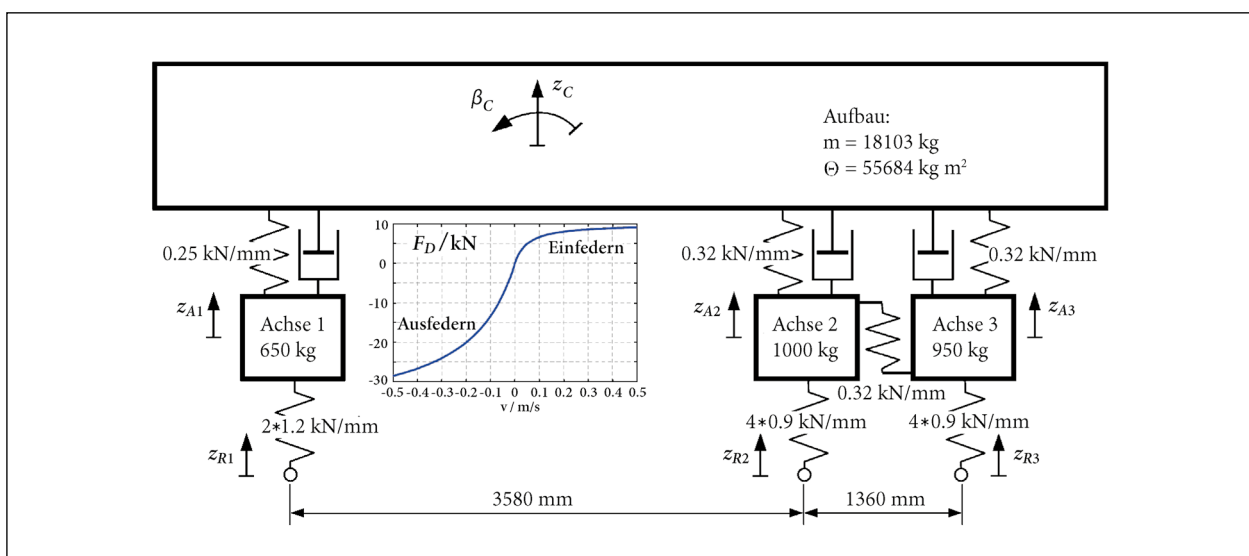 β_C
z_C
Aufbau:
m = 18103 kg
Θ = 55684 kg m²
0.25 kN/mm
10
0
-10
-20
-30
F_D/kN
Einfedern
Ausfedern
-0.5 -0.4 -0.3 -0.2 -0.1 0 0.1 0.2 0.3 0.4 0.5
v / m/s
0.32 kN/mm
0.32 kN/mm
z_A1
Achse 1
650 kg
z_A2
Achse 2
1000 kg
Achse 3
950 kg
z_A3
0.32 kN/mm
2*1.2 kN/mm
4*0.9 kN/mm
4*0.9 kN/mm
z_R1
z_R2
z_R3
3580 mm
1360 mm